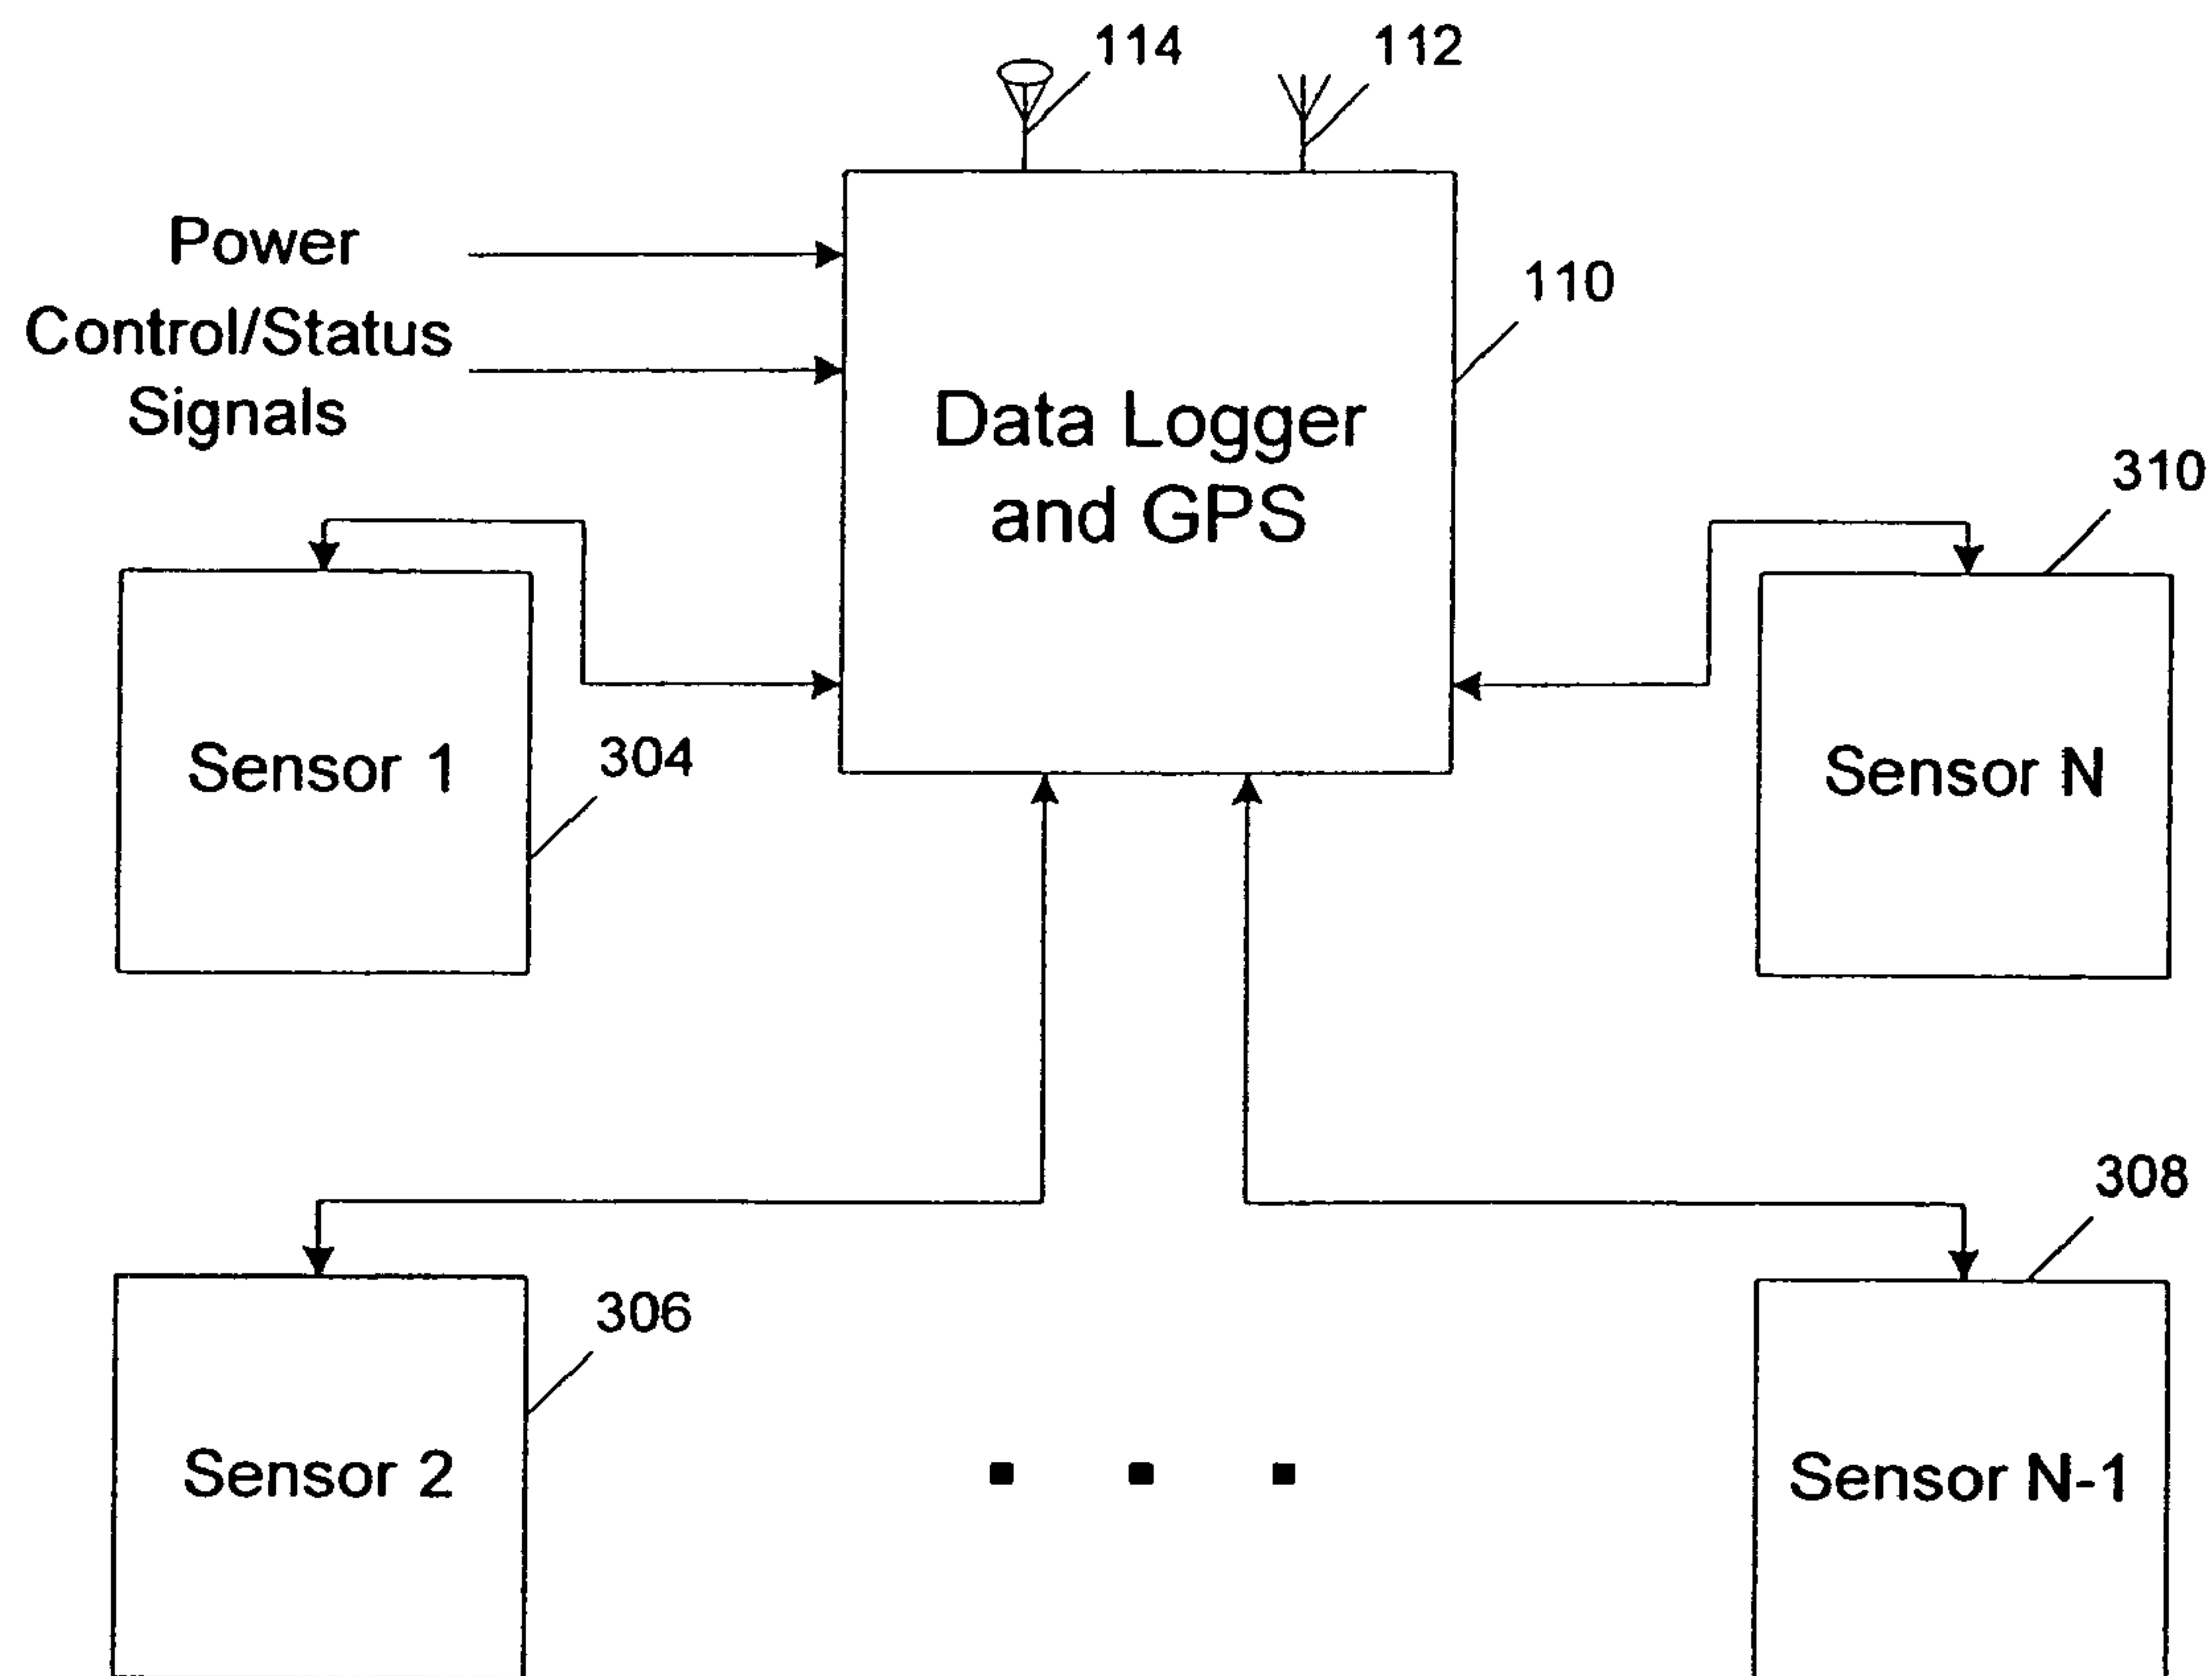 114
112
Power
110
Control/Status
Signals
Data Logger
and GPS
310
Sensor 1
304
Sensor N
308
306
Sensor 2
Sensor N-1